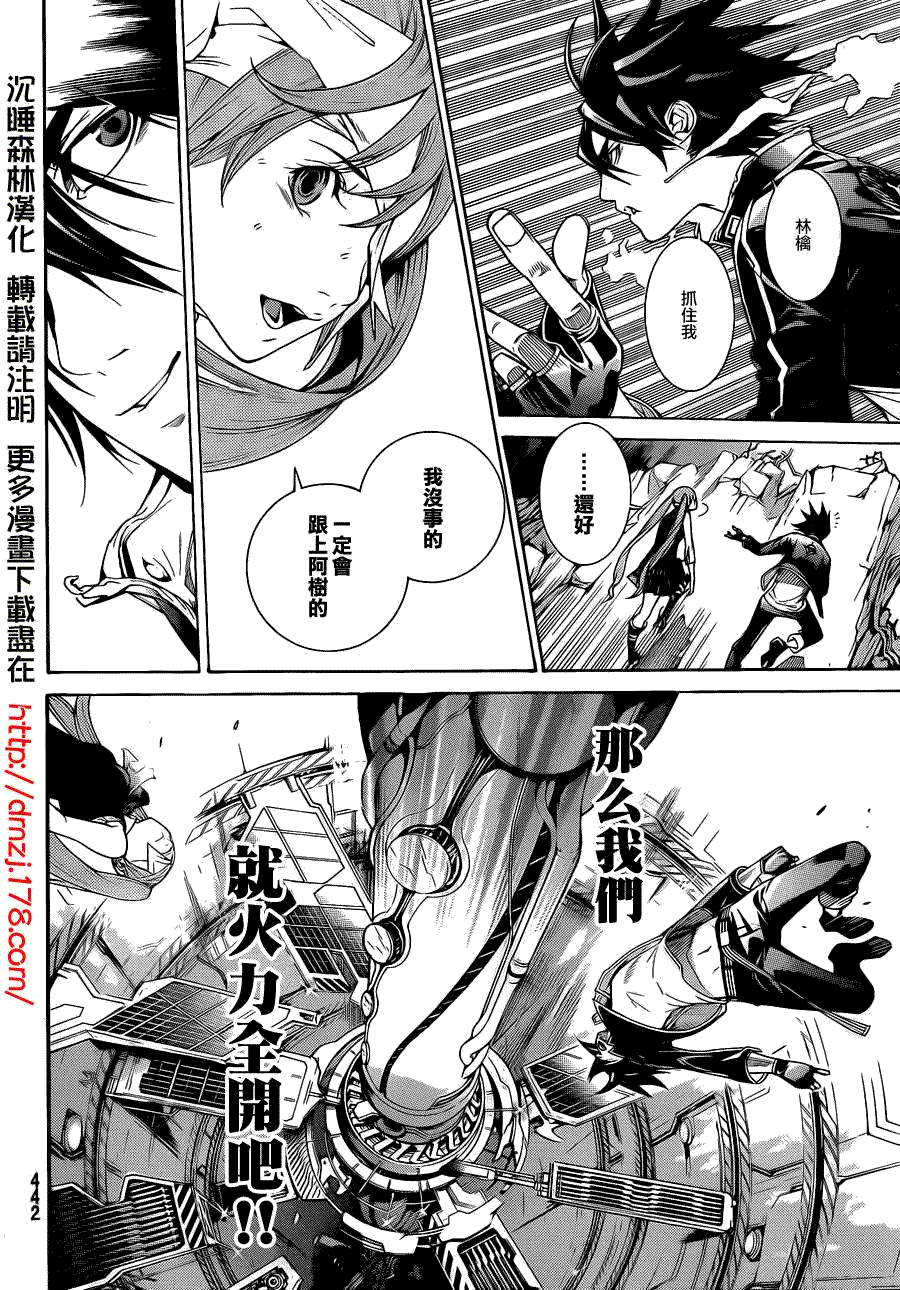 林檎
抓住我
……還好
我沒事的
一定會
跟上阿樹的
那么我們
就火力全開吧!!
沉睡森林漢化 轉載請注明 更多漫畫下載盡在 http://dmzj.178.com/
442